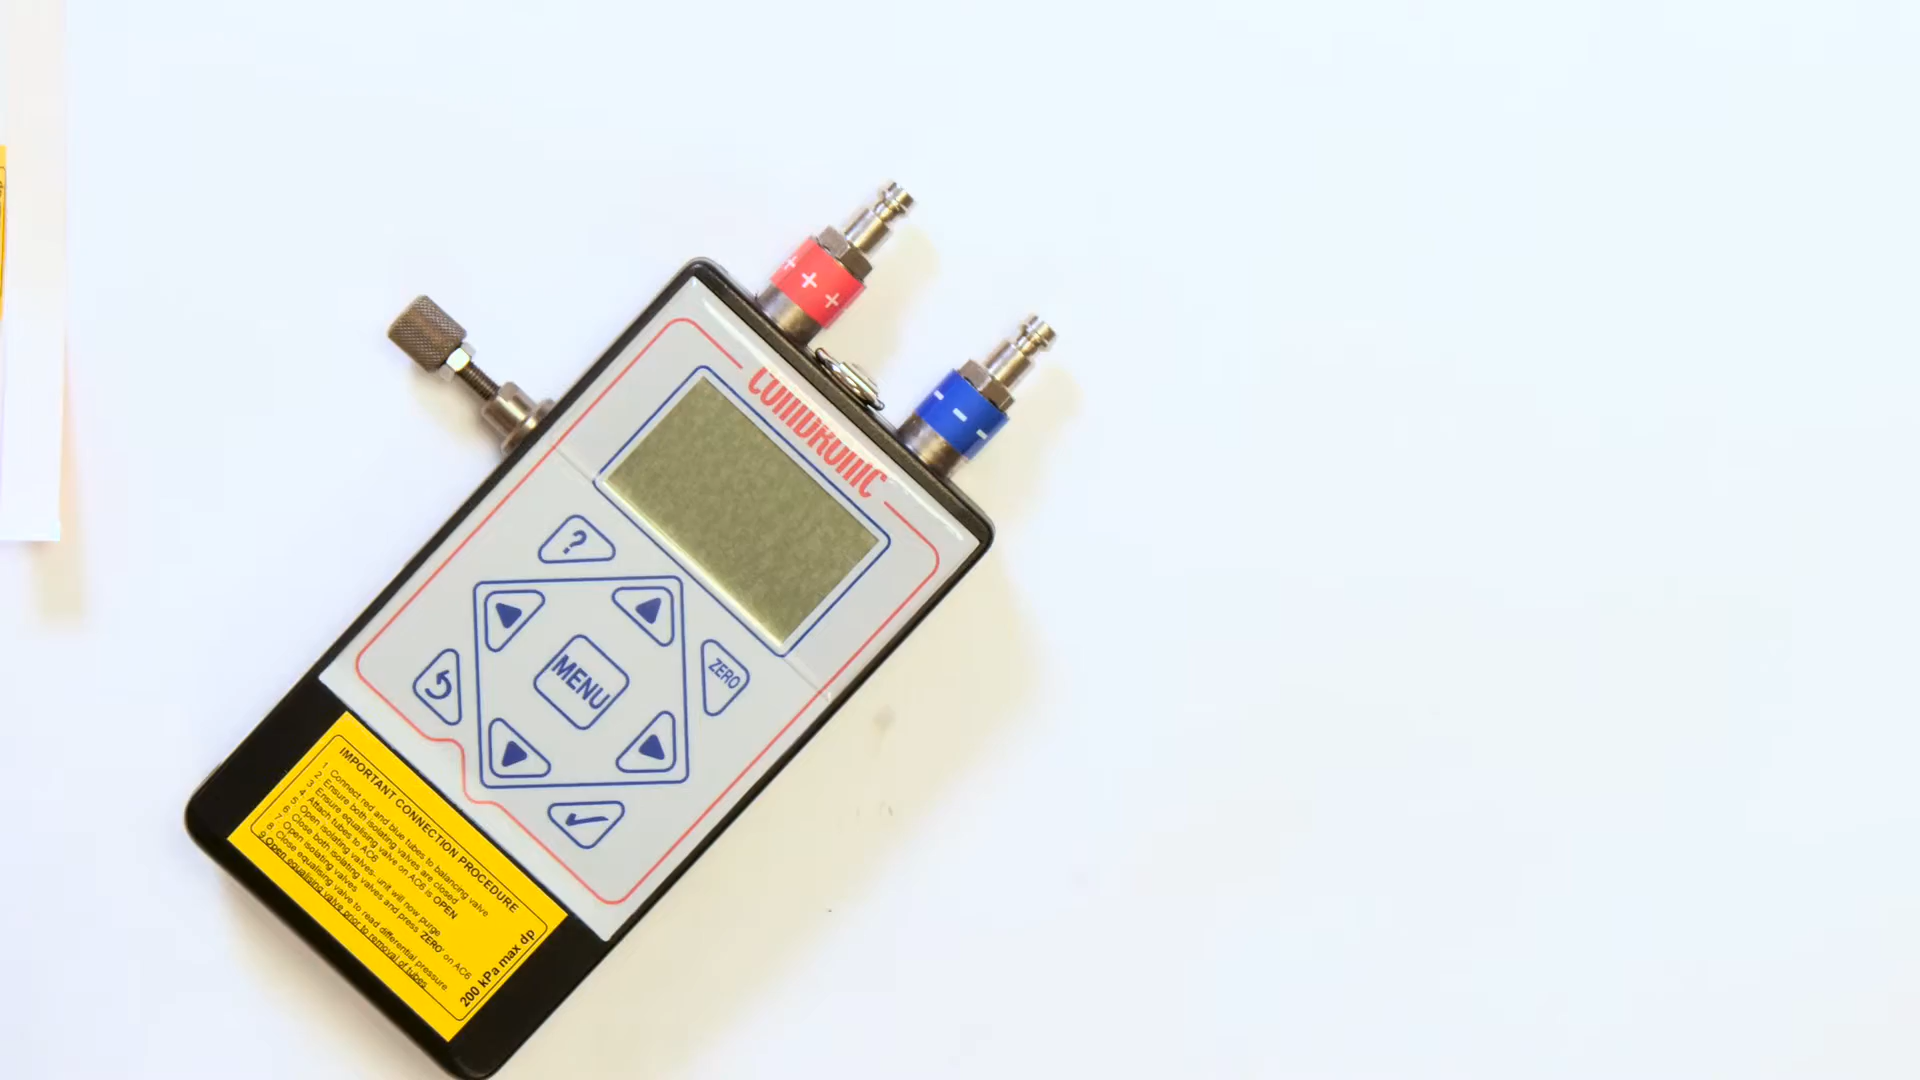 + + +
- - -
COMDRONIC
?
MENU
ZERO
IMPORTANT CONNECTION PROCEDURE
1 Connect red and blue tubes to balancing valve
2 Ensure both isolating valves are closed
3 Ensure equalising valve on AC6 is OPEN
4 Attach tubes to AC6
5 Open isolating valves- unit will now purge
6 Close both isolating valves and press 'ZERO' on AC6
7 Open isolating valves
8 Close equalising valve to read differential pressure
9 Open equalising valve prior to removal of tubes
200 kPa max dp